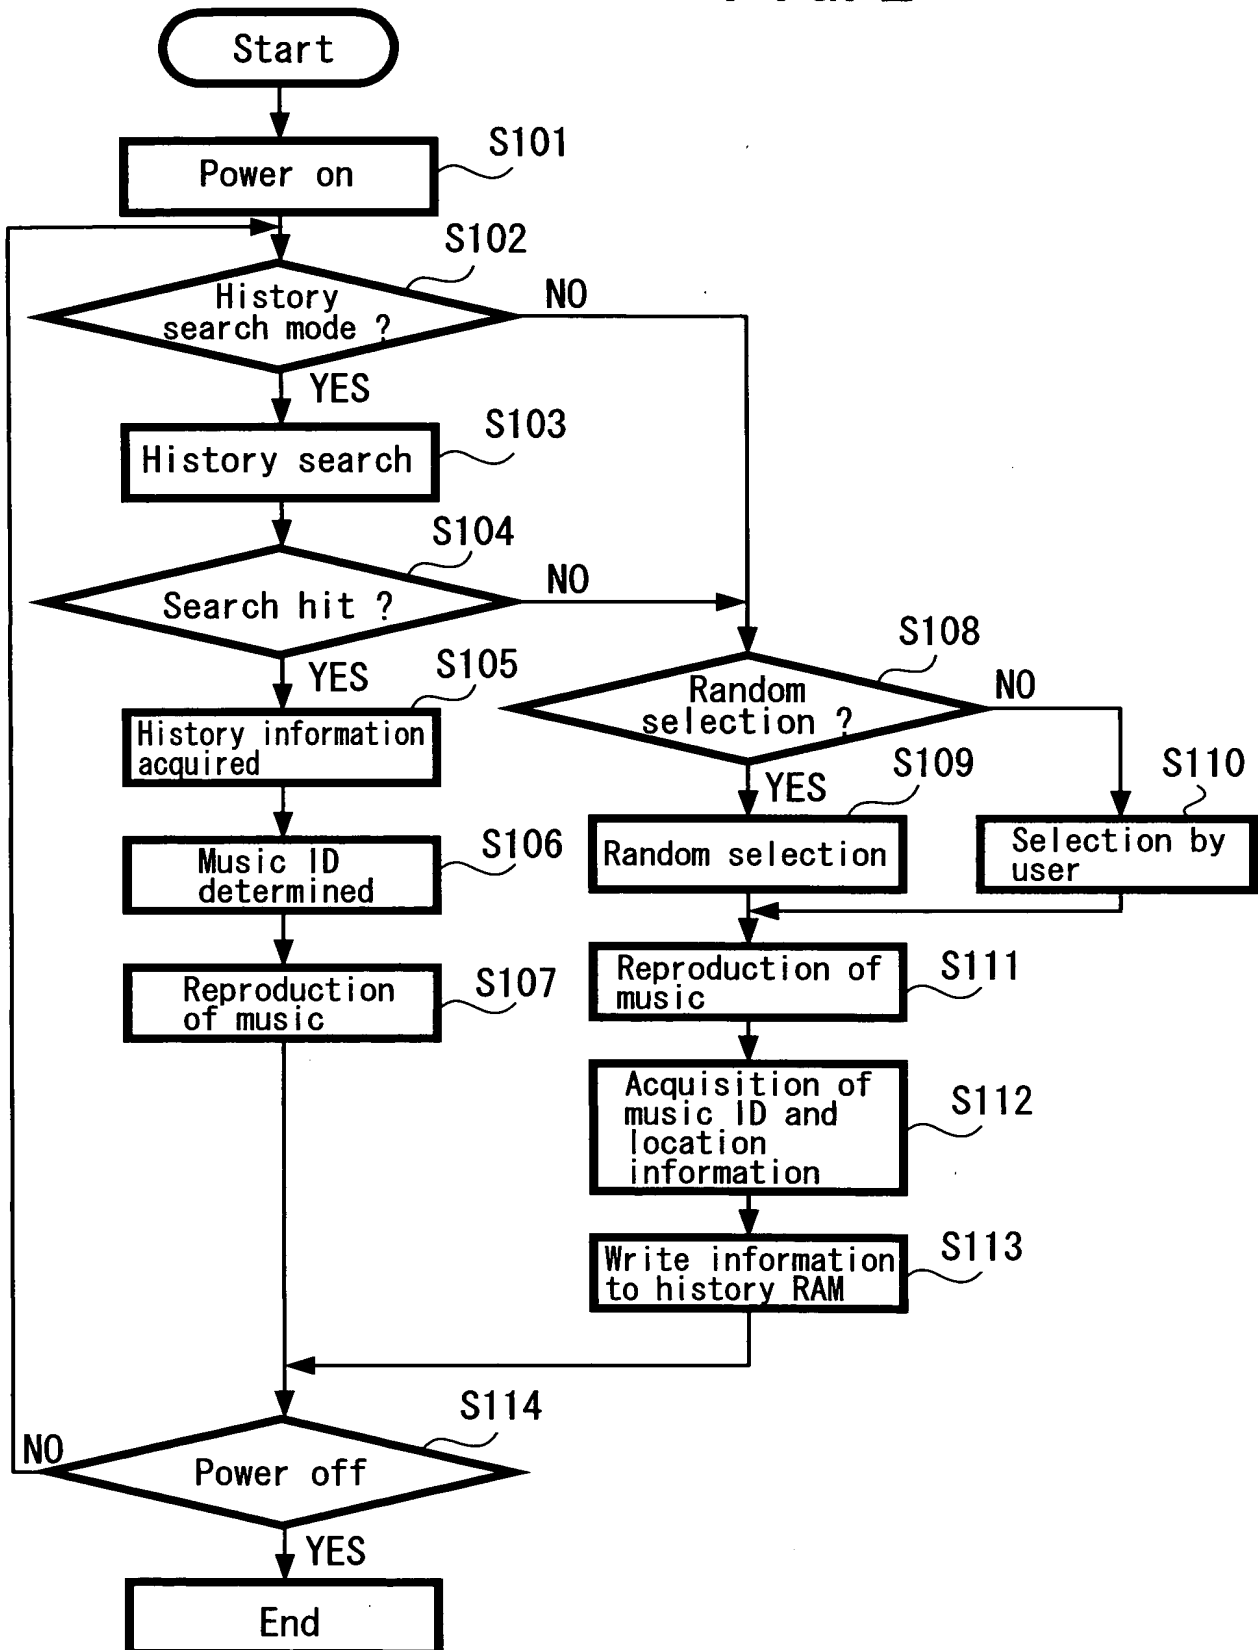 Start
Power on
S101
S102
History
search mode ?
NO
YES
S103
History search
S104
Search hit ?
NO
YES
S105
History information
acquired
S106
Music ID
determined
S107
Reproduction
of music
S108
Random
selection ?
NO
YES
S109
Random selection
S110
Selection by
user
S111
Reproduction of
music
S112
Acquisition of
music ID and
location
information
S113
Write information
to history RAM
S114
Power off
NO
YES
End